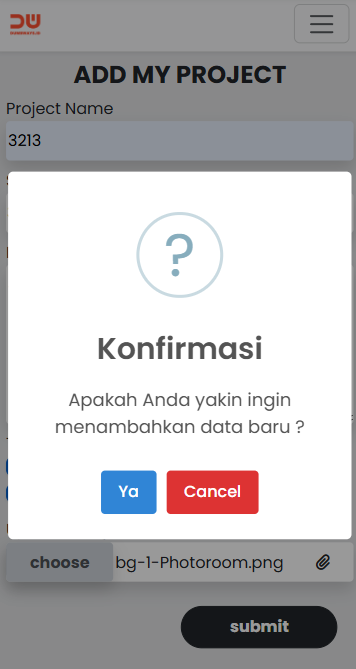 DW
ADD MY PROJECT
Project Name
3213
?
Konfirmasi
Apakah Anda yakin ingin
menambahkan data baru ?
Ya Cancel
choose bg-1-Photoroom.png
submit